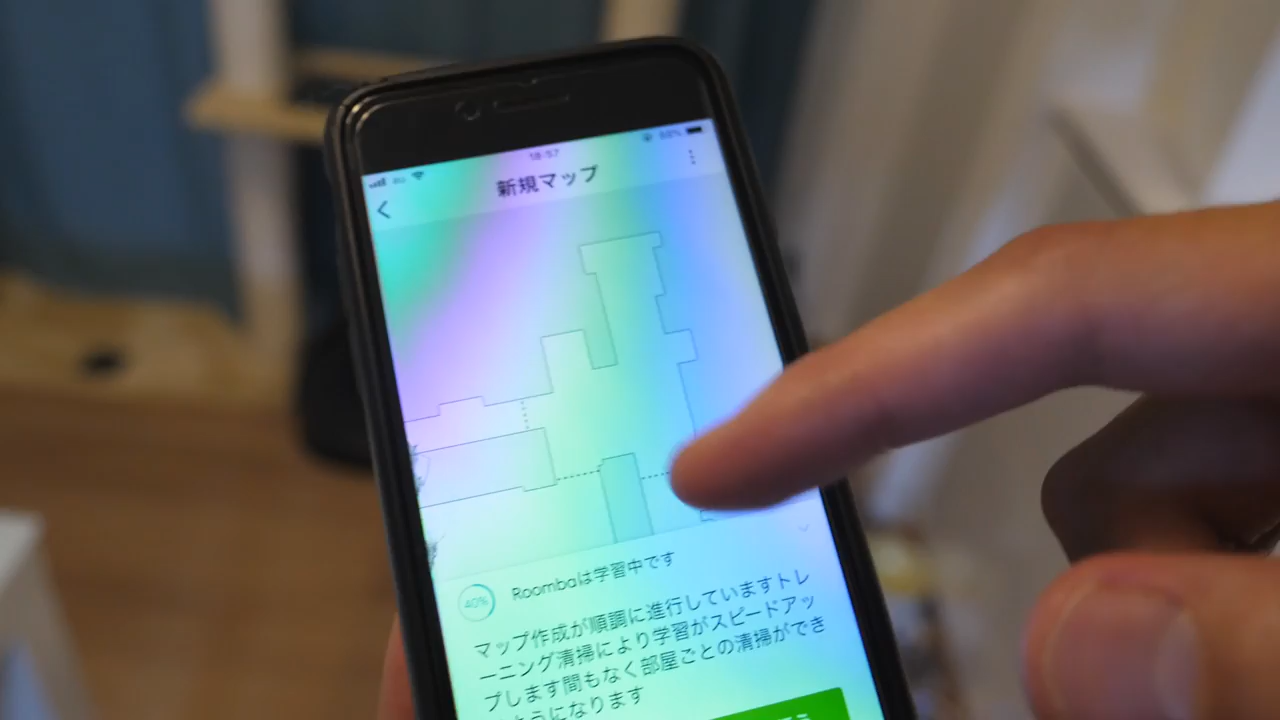 18:57
新規マップ
40%
Roombaは学習中です
マップ作成が順調に進行していますトレ
ーニング清掃により学習がスピードアッ
プします間もなく部屋ごとの清掃ができ
ようになります